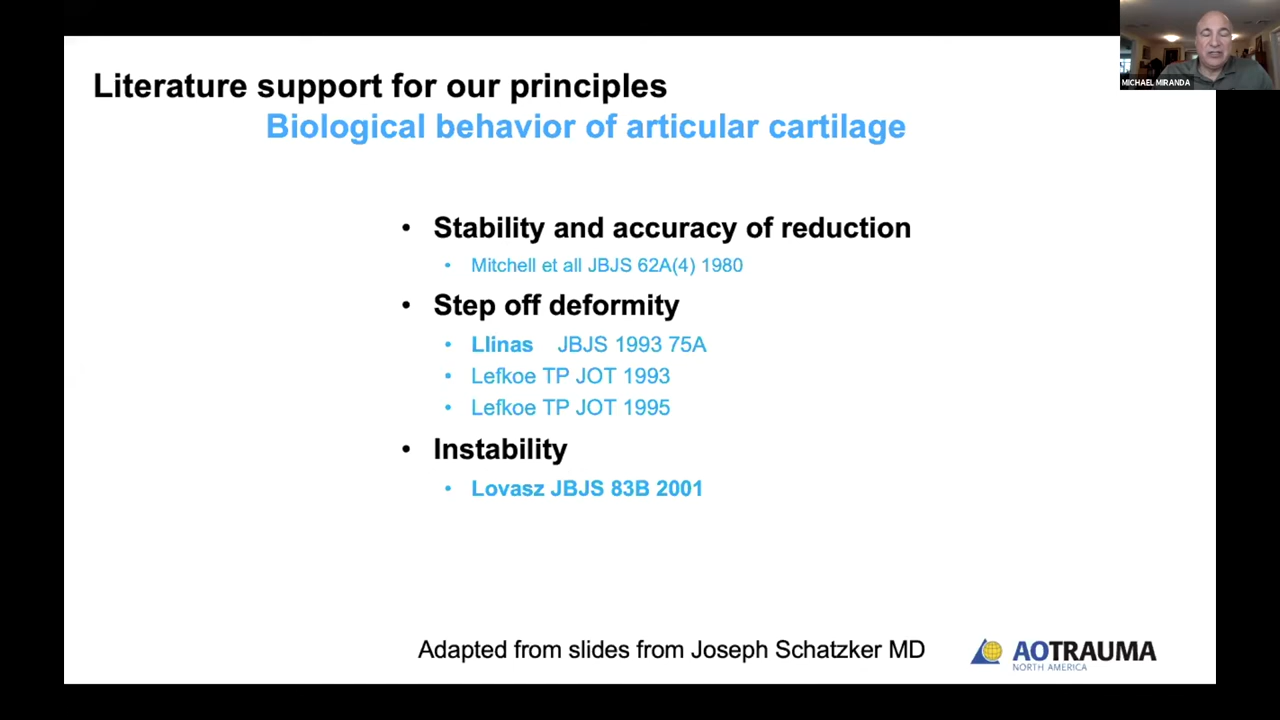 MICHAEL MIRANDA
Literature support for our principles
Biological behavior of articular cartilage
• Stability and accuracy of reduction
• Mitchell et all JBJS 62A(4) 1980
• Step off deformity
• Llinas JBJS 1993 75A
• Lefkoe TP JOT 1993
• Lefkoe TP JOT 1995
• Instability
• Lovasz JBJS 83B 2001
Adapted from slides from Joseph Schatzker MD
AOTRAUMA
NORTH AMERICA